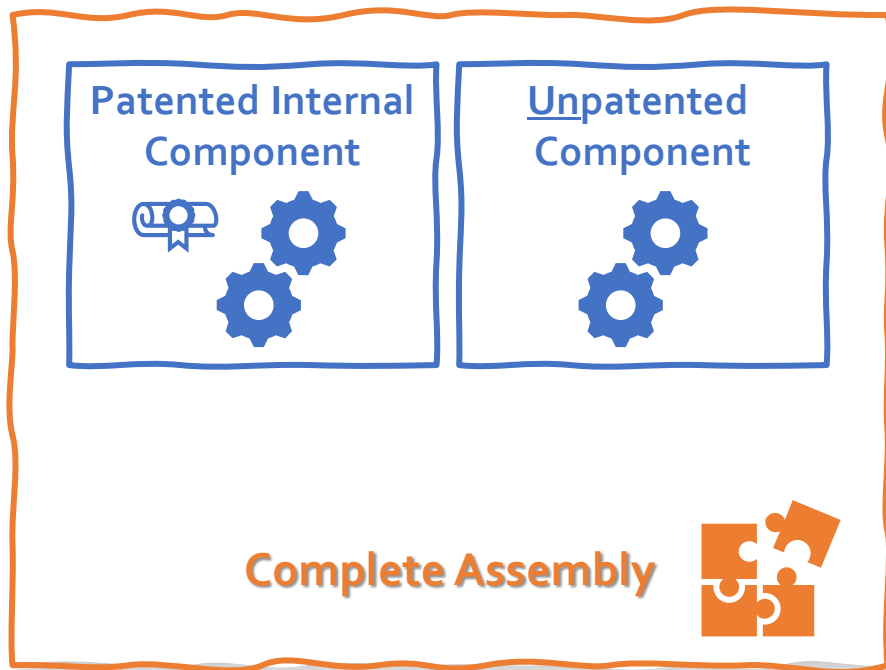 Patented Internal
Component
Unpatented
Component
Complete Assembly